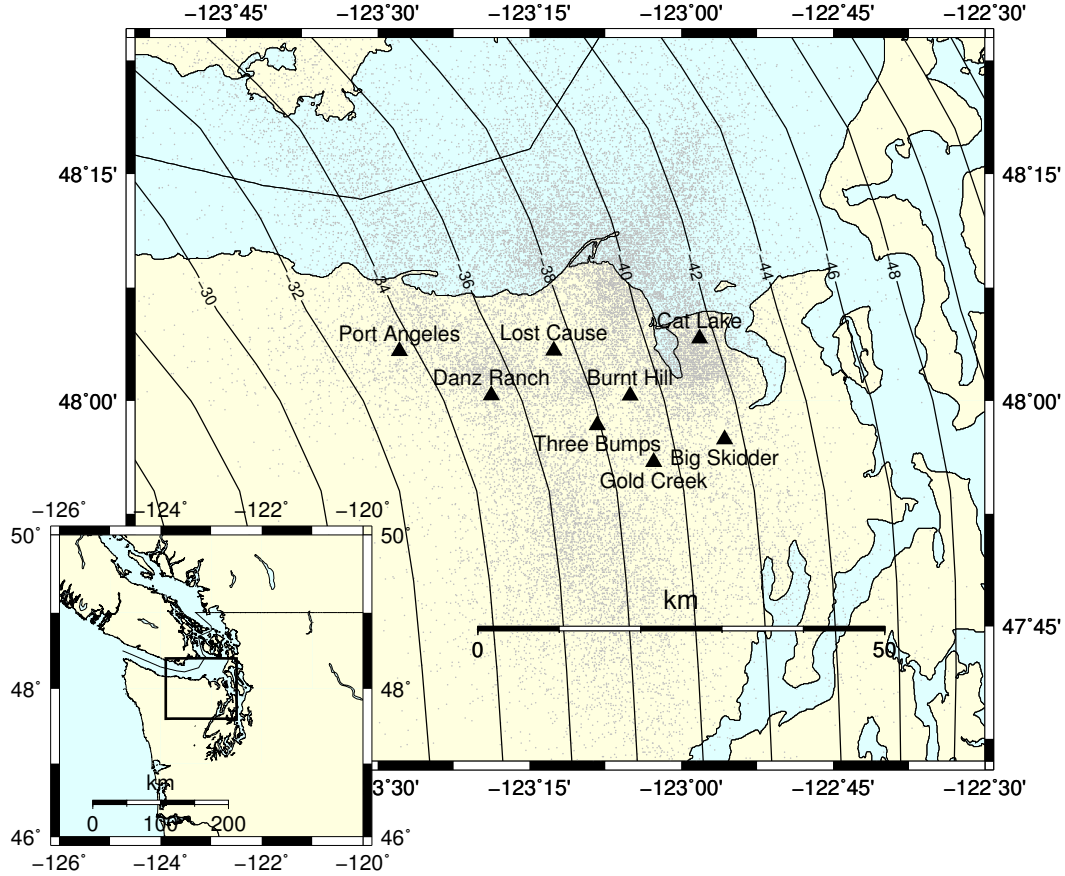 −123˚45' −123˚30' −123˚15' −123˚00' −122˚45' −122˚30'
48˚15' 48˚15'
−30 −32 −34 −36 −38 −40 −42 −44 −46 −48
Cat Lake
Port Angeles Lost Cause
Danz Ranch Burnt Hill
48˚00' 48˚00'
Three Bumps Big Skidder
Gold Creek
−126˚ −124˚ −122˚ −120˚
50˚ 50˚
km
47˚45'
0 50
48˚ 48˚
km
3˚30' −123˚15' −123˚00' −122˚45' −122˚30'
0 100 200
46˚ 46˚
−126˚ −124˚ −122˚ −120˚